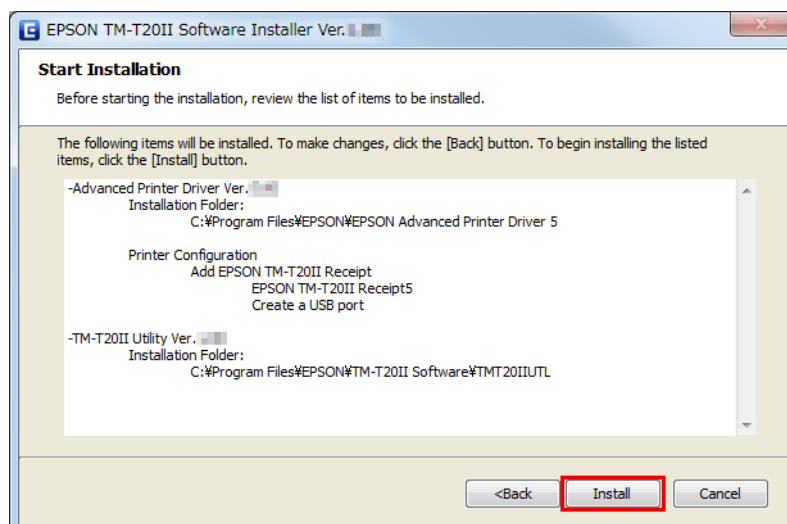 EPSON TM-T20II Software Installer Ver.
Start Installation
Before starting the installation, review the list of items to be installed.
The following items will be installed. To make changes, click the [Back] button. To begin installing the listed
items, click the [Install] button.
-Advanced Printer Driver Ver.
Installation Folder:
C:¥Program Files¥EPSON¥EPSON Advanced Printer Driver 5
Printer Configuration
Add EPSON TM-T20II Receipt
EPSON TM-T20II Receipt5
Create a USB port
-TM-T20II Utility Ver.
Installation Folder:
C:¥Program Files¥EPSON¥TM-T20II Software¥TMT20IIUTL
<Back Install Cancel